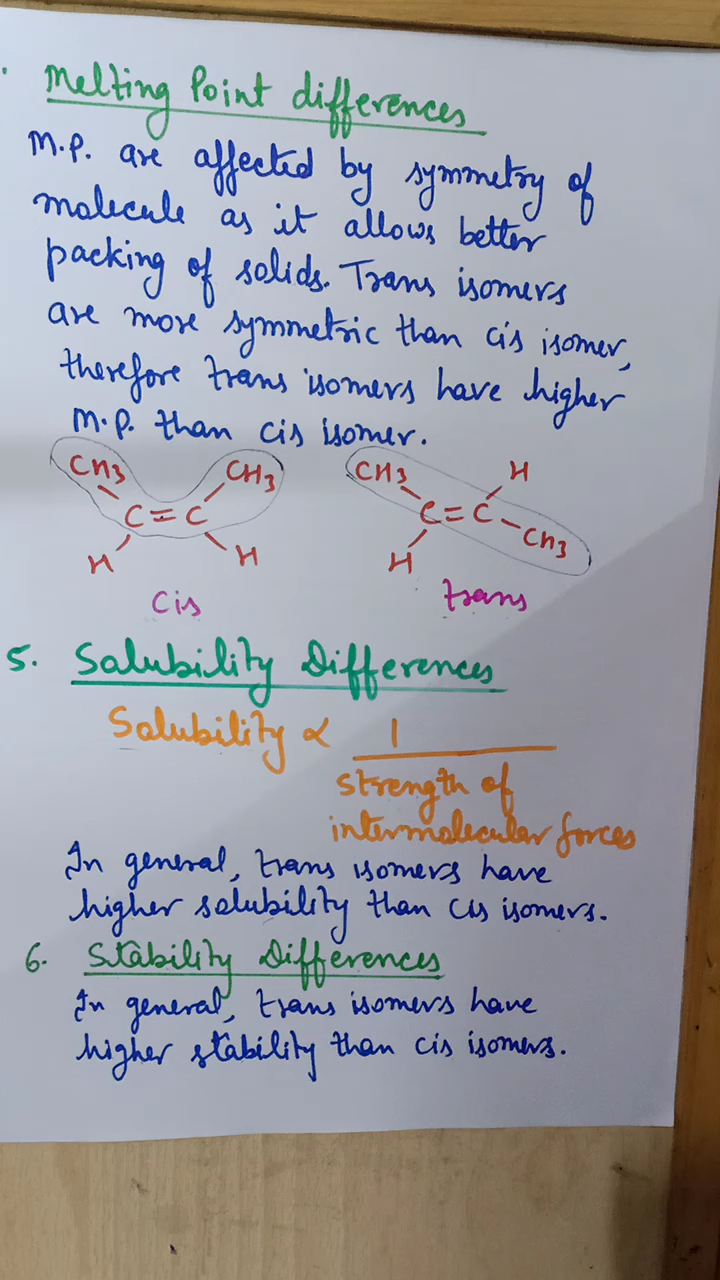 Melting Point differences
M.P. are affected by symmetry of
molecule as it allows better
packing of solids. Trans isomers
are more symmetric than cis isomer,
therefore trans isomers have higher
M.P. than cis isomer.
CH3 CH3 CH3 H
C=C C=C
H H H CH3
Cis trans
5. Solubility Differences
Solubility ∝ 1
strength of
intermolecular forces
In general, trans isomers have
higher solubility than cis isomers.
6. Stability Differences
In general, trans isomers have
higher stability than cis isomers.